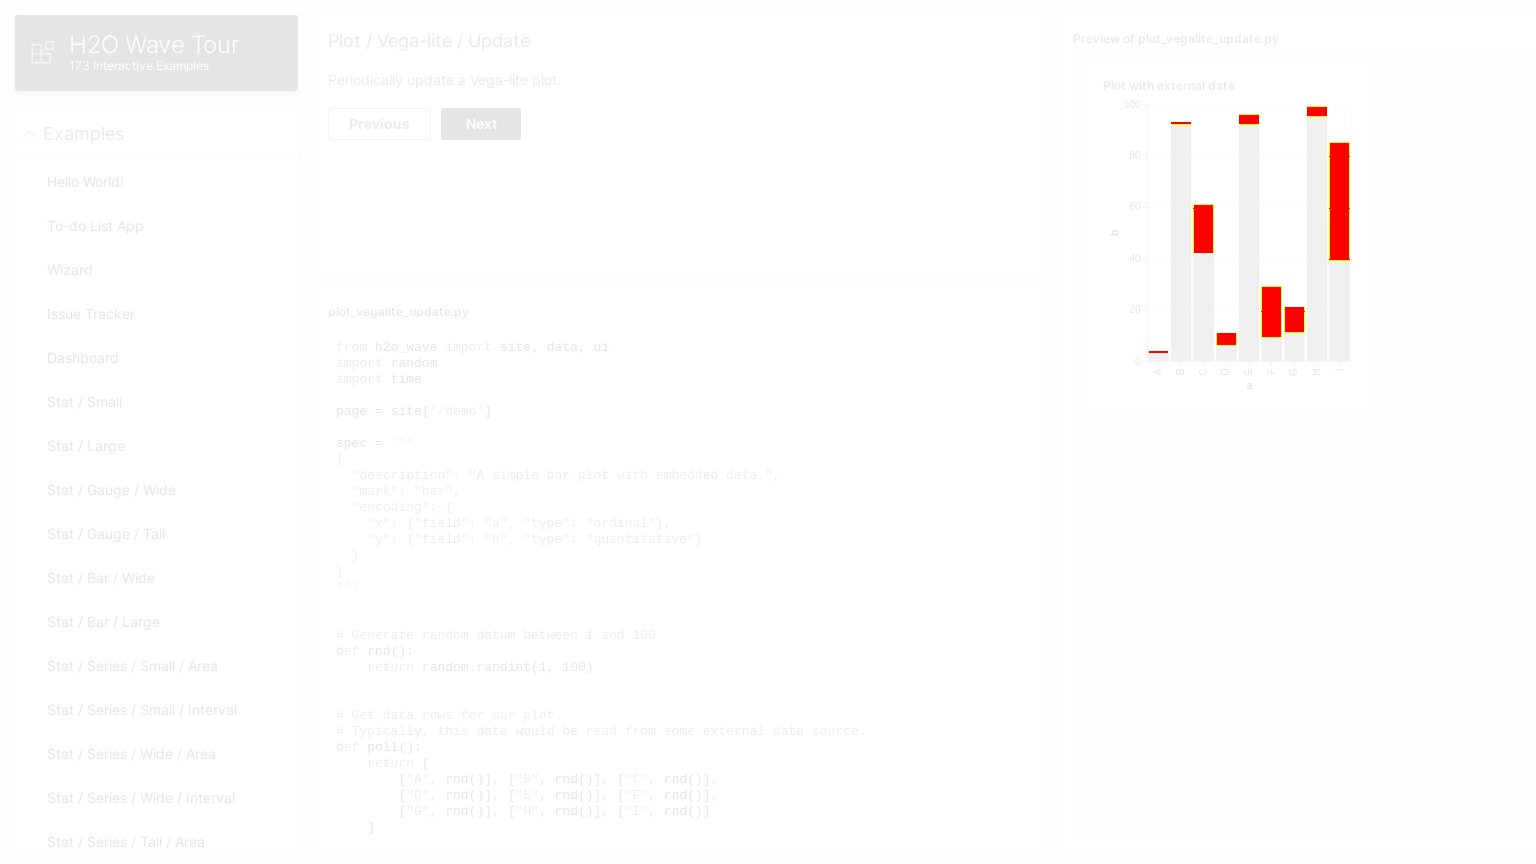 H2O Wave Tour
173 Interactive Examples
Examples
Hello World!
To-do List App
Wizard
Issue Tracker
Dashboard
Stat / Small
Stat / Large
Stat / Gauge / Wide
Stat / Gauge / Tall
Stat / Bar / Wide
Stat / Bar / Large
Stat / Series / Small / Area
Stat / Series / Small / Interval
Stat / Series / Wide / Area
Stat / Series / Wide / Interval
Stat / Series / Tall / Area
Plot / Vega-lite / Update
Periodically update a Vega-lite plot.
Previous
Next
plot_vegalite_update.py
from h2o_wave import site, data, ui
import random
import time
page = site['/demo']
spec = '''
{
  "description": "A simple bar plot with embedded data.",
  "mark": "bar",
  "encoding": {
    "x": {"field": "a", "type": "ordinal"},
    "y": {"field": "b", "type": "quantitative"}
  }
}
'''
# Generate random datum between 1 and 100
def rnd():
    return random.randint(1, 100)
# Get data rows for our plot.
# Typically, this data would be read from some external data source.
def poll():
    return [
        ["A", rnd()], ["B", rnd()], ["C", rnd()],
        ["D", rnd()], ["E", rnd()], ["F", rnd()],
        ["G", rnd()], ["H", rnd()], ["I", rnd()]
    ]
Preview of plot_vegalite_update.py
Plot with external data
100
80
60
40
20
0
b
A B C D E F G H I
a